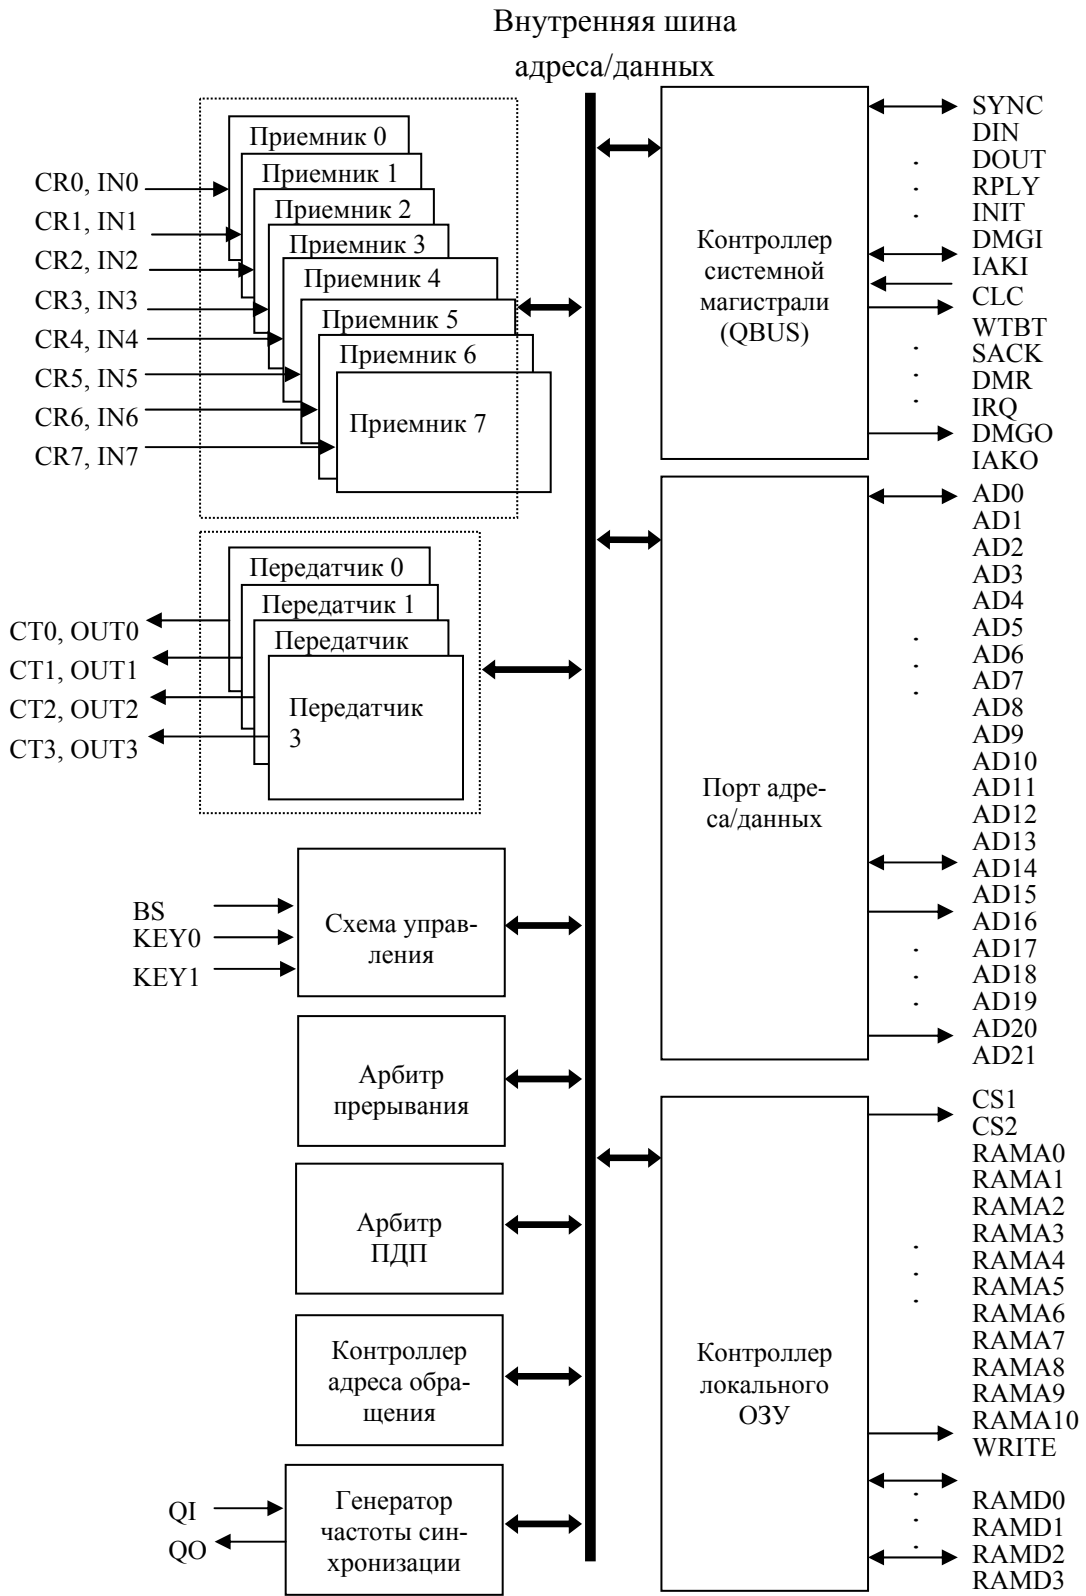 Внутренняя шина
адреса/данных
CR0, IN0
CR1, IN1
CR2, IN2
CR3, IN3
CR4, IN4
CR5, IN5
CR6, IN6
CR7, IN7
Приемник 0
Приемник 1
Приемник 2
Приемник 3
Приемник 4
Приемник 5
Приемник 6
Приемник 7
CT0, OUT0
CT1, OUT1
CT2, OUT2
CT3, OUT3
Передатчик 0
Передатчик 1
Передатчик
Передатчик
3
BS
KEY0
KEY1
Схема управ-
ления
Арбитр
прерывания
Арбитр
ПДП
Контроллер
адреса обра-
щения
QI
QO
Генератор
частоты син-
хронизации
Контроллер
системной
магистрали
(QBUS)
SYNC
DIN
DOUT
RPLY
INIT
DMGI
IAKI
CLC
WTBT
SACK
DMR
IRQ
DMGO
IAKO
Порт адре-
са/данных
AD0
AD1
AD2
AD3
AD4
AD5
AD6
AD7
AD8
AD9
AD10
AD11
AD12
AD13
AD14
AD15
AD16
AD17
AD18
AD19
AD20
AD21
Контроллер
локального
ОЗУ
CS1
CS2
RAMA0
RAMA1
RAMA2
RAMA3
RAMA4
RAMA5
RAMA6
RAMA7
RAMA8
RAMA9
RAMA10
WRITE
RAMD0
RAMD1
RAMD2
RAMD3